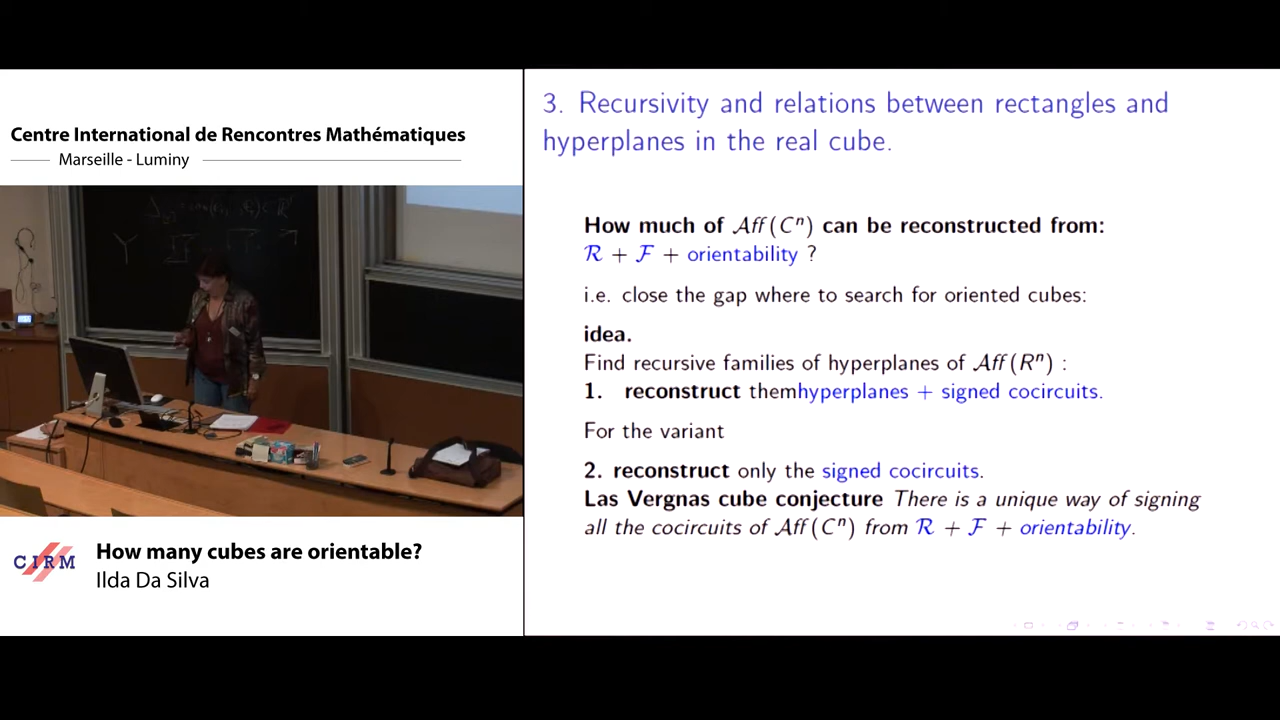 Centre International de Rencontres Mathématiques
Marseille - Luminy
CIRM
How many cubes are orientable?
Ilda Da Silva
3. Recursivity and relations between rectangles and
hyperplanes in the real cube.
How much of Aff(Cⁿ) can be reconstructed from:
R + F + orientability ?
i.e. close the gap where to search for oriented cubes:
idea.
Find recursive families of hyperplanes of Aff(Rⁿ) :
1. reconstruct themhyperplanes + signed cocircuits.
For the variant
2. reconstruct only the signed cocircuits.
Las Vergnas cube conjecture There is a unique way of signing
all the cocircuits of Aff(Cⁿ) from R + F + orientability.